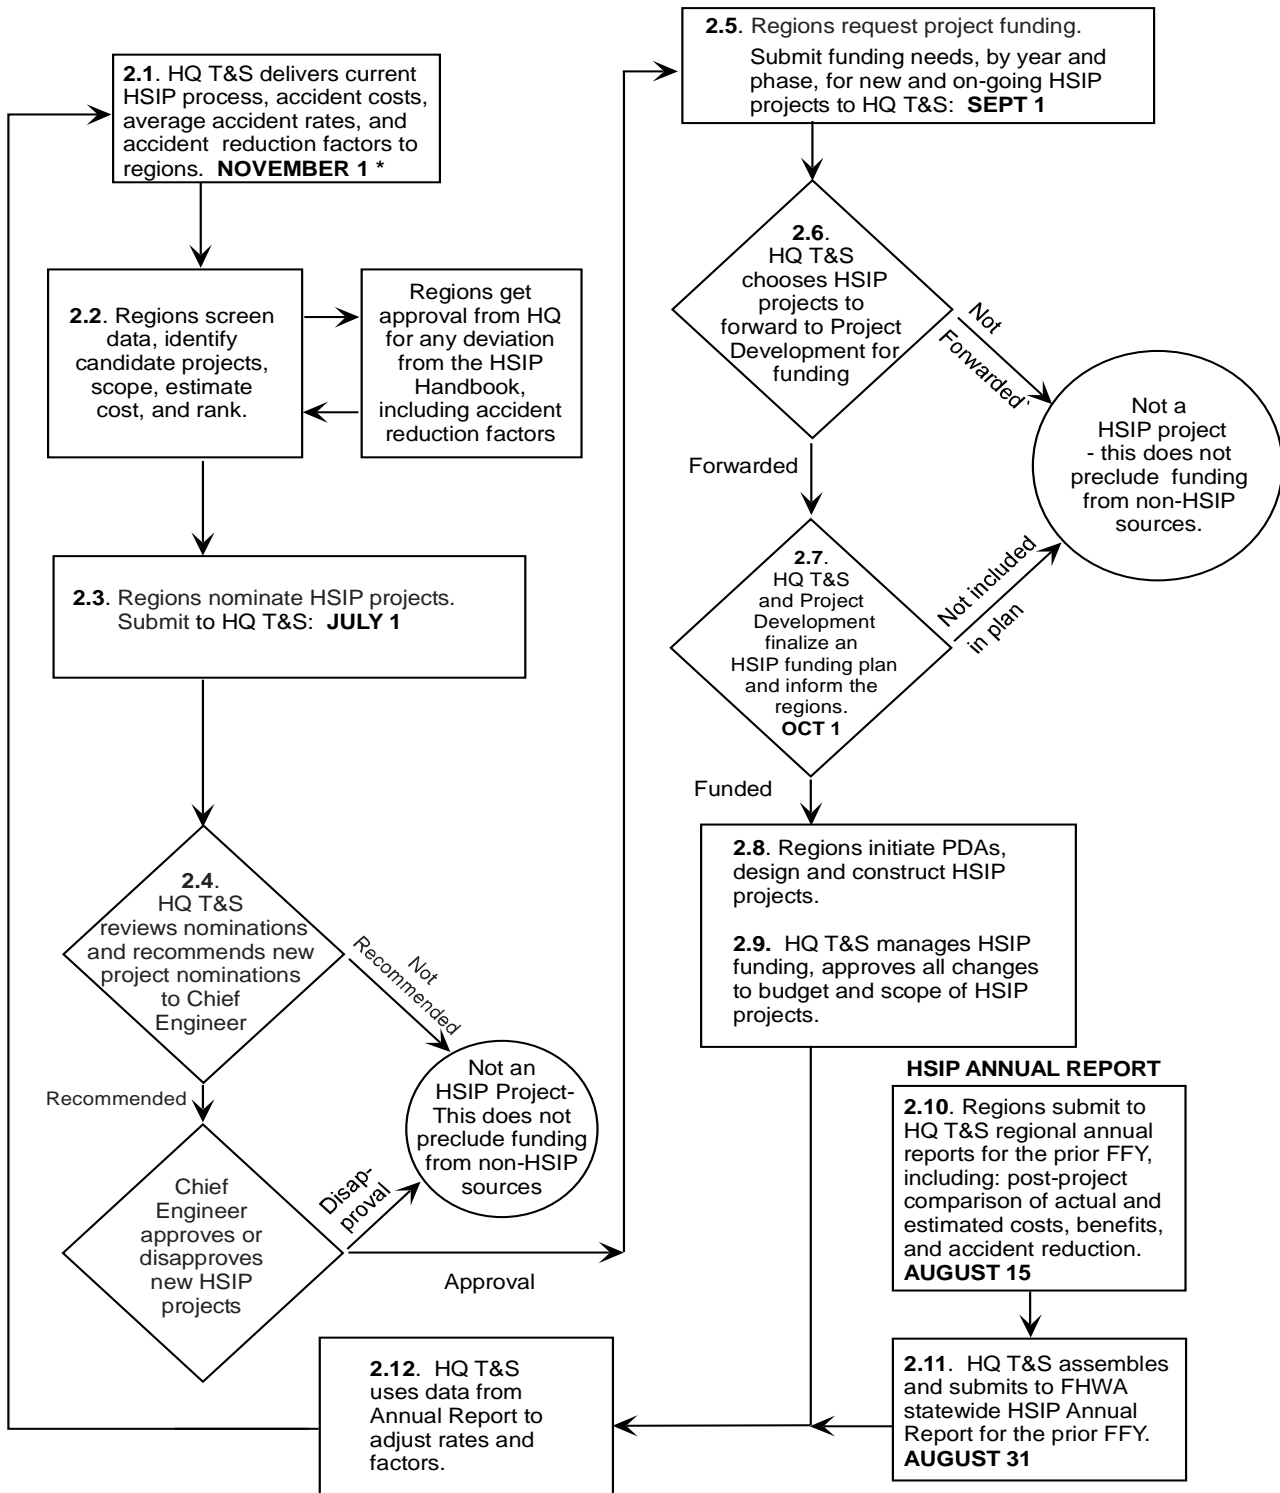 2.1. HQ T&S delivers current
HSIP process, accident costs,
average accident rates, and
accident reduction factors to
regions. NOVEMBER 1 *
2.2. Regions screen
data, identify
candidate projects,
scope, estimate
cost, and rank.
Regions get
approval from HQ
for any deviation
from the HSIP
Handbook,
including accident
reduction factors
2.3. Regions nominate HSIP projects.
Submit to HQ T&S: JULY 1
2.4.
HQ T&S
reviews nominations
and recommends new
project nominations
to Chief
Engineer
Not
Recommended
Recommended
Chief
Engineer
approves or
disapproves
new HSIP
projects
Disap-
proval
Not an
HSIP Project-
This does not
preclude funding
from non-HSIP
sources
Approval
2.5. Regions request project funding.
Submit funding needs, by year and
phase, for new and on-going HSIP
projects to HQ T&S: SEPT 1
2.6.
HQ T&S
chooses HSIP
projects to
forward to Project
Development for
funding
Not
Forwarded`
Forwarded
Not a
HSIP project
- this does not
preclude funding
from non-HSIP
sources.
2.7.
HQ T&S
and Project
Development
finalize an
HSIP funding plan
and inform the
regions.
OCT 1
Not included
in plan
Funded
2.8. Regions initiate PDAs,
design and construct HSIP
projects.
2.9. HQ T&S manages HSIP
funding, approves all changes
to budget and scope of HSIP
projects.
HSIP ANNUAL REPORT
2.10. Regions submit to
HQ T&S regional annual
reports for the prior FFY,
including: post-project
comparison of actual and
estimated costs, benefits,
and accident reduction.
AUGUST 15
2.11. HQ T&S assembles
and submits to FHWA
statewide HSIP Annual
Report for the prior FFY.
AUGUST 31
2.12. HQ T&S
uses data from
Annual Report to
adjust rates and
factors.